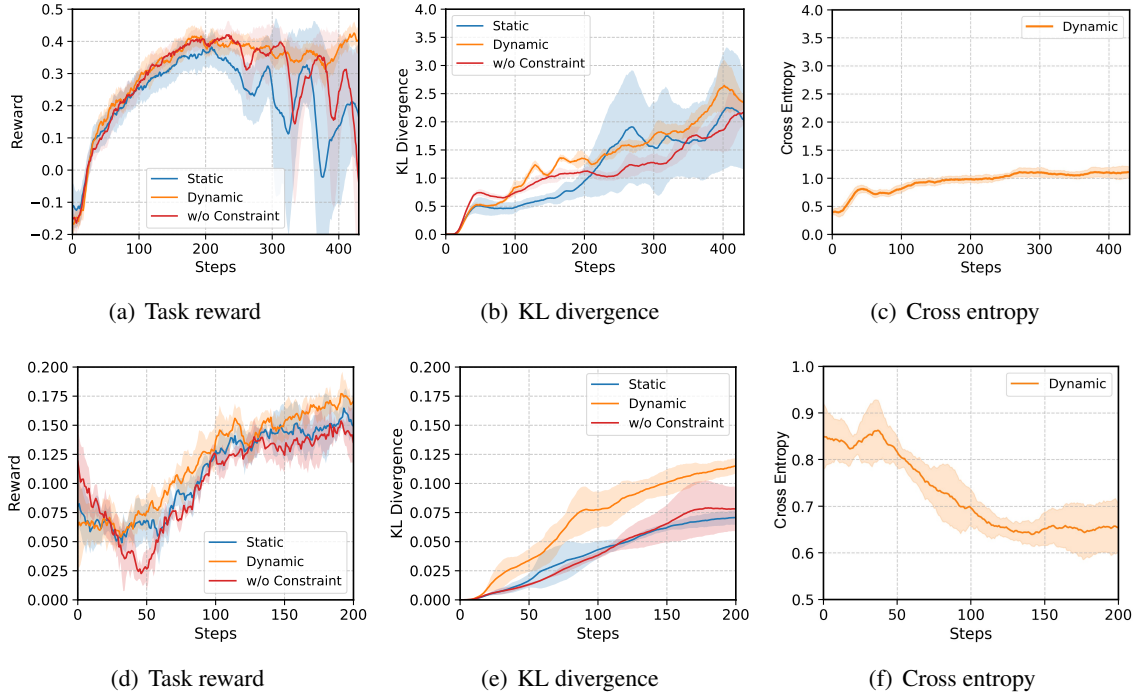 0.5
0.4
0.3
0.2
0.1
0.0
−0.1
−0.2
Reward
Static
Dynamic
w/o Constraint
0 100 200 300 400
Steps
(a) Task reward
4.0
3.5
3.0
2.5
2.0
1.5
1.0
0.5
0.0
KL Divergence
Static
Dynamic
w/o Constraint
0 100 200 300 400
Steps
(b) KL divergence
4.0
3.5
3.0
2.5
2.0
1.5
1.0
0.5
0.0
Cross Entropy
Dynamic
0 100 200 300 400
Steps
(c) Cross entropy
0.200
0.175
0.150
0.125
0.100
0.075
0.050
0.025
0.000
Reward
Static
Dynamic
w/o Constraint
0 50 100 150 200
Steps
(d) Task reward
0.200
0.175
0.150
0.125
0.100
0.075
0.050
0.025
0.000
KL Divergence
Static
Dynamic
w/o Constraint
0 50 100 150 200
Steps
(e) KL divergence
1.0
0.9
0.8
0.7
0.6
0.5
Cross Entropy
Dynamic
0 50 100 150 200
Steps
(f) Cross entropy